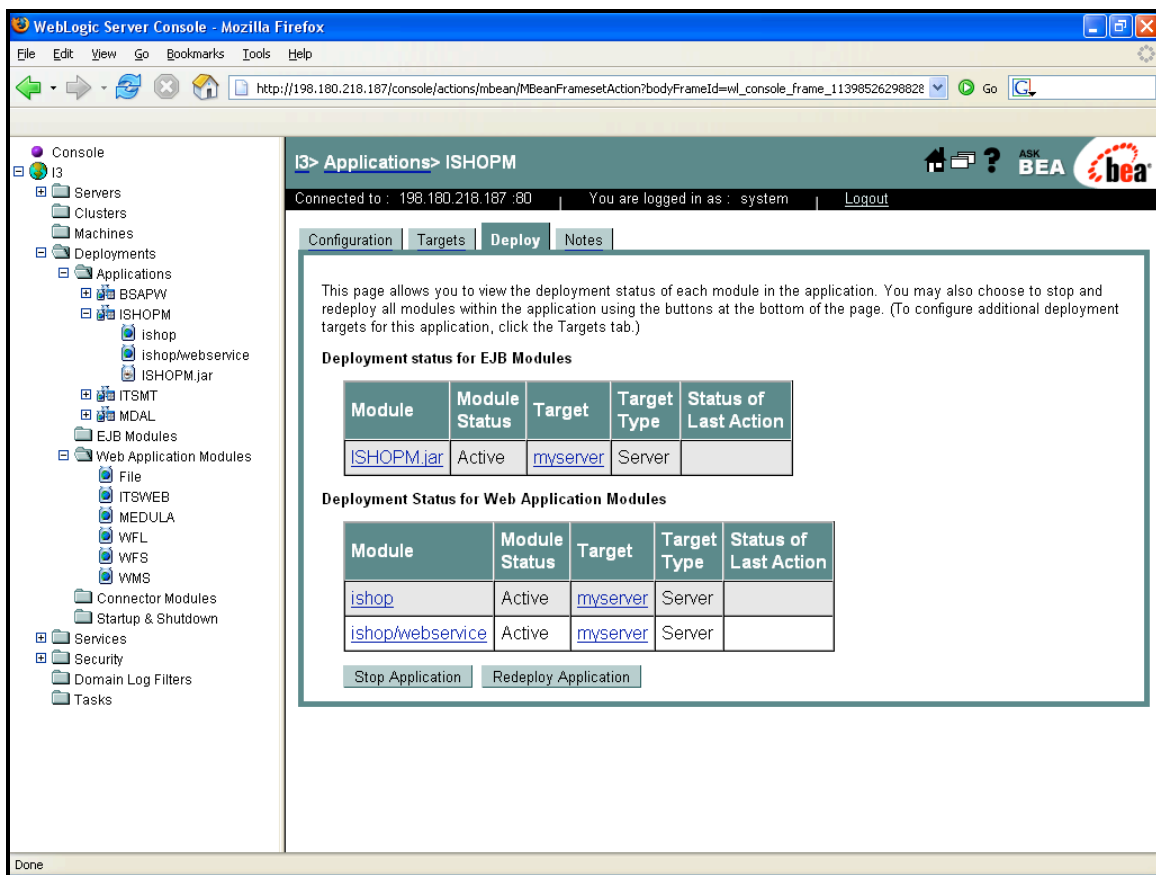 WebLogic Server Console - Mozilla Firefox
File Edit View Go Bookmarks Tools Help
http://198.180.218.187/console/actions/mbean/MBeanFramesetAction?bodyFrameId=wl_console_frame_11398526298828
Go
G
Console
I3
Servers
Clusters
Machines
Deployments
Applications
BSAPW
ISHOPM
ishop
ishop/webservice
ISHOPM.jar
ITSMT
MDAL
EJB Modules
Web Application Modules
File
ITSWEB
MEDULA
WFL
WFS
WMS
Connector Modules
Startup & Shutdown
Services
Security
Domain Log Filters
Tasks
I3> Applications> ISHOPM
? ASK BEA bea
Connected to : 198.180.218.187 :80 You are logged in as : system Logout
Configuration Targets Deploy Notes
This page allows you to view the deployment status of each module in the application. You may also choose to stop and
redeploy all modules within the application using the buttons at the bottom of the page. (To configure additional deployment
targets for this application, click the Targets tab.)
Deployment status for EJB Modules
Module Module Status Target Target Type Status of Last Action
ISHOPM.jar Active myserver Server
Deployment Status for Web Application Modules
Module Module Status Target Target Type Status of Last Action
ishop Active myserver Server
ishop/webservice Active myserver Server
Stop Application Redeploy Application
Done